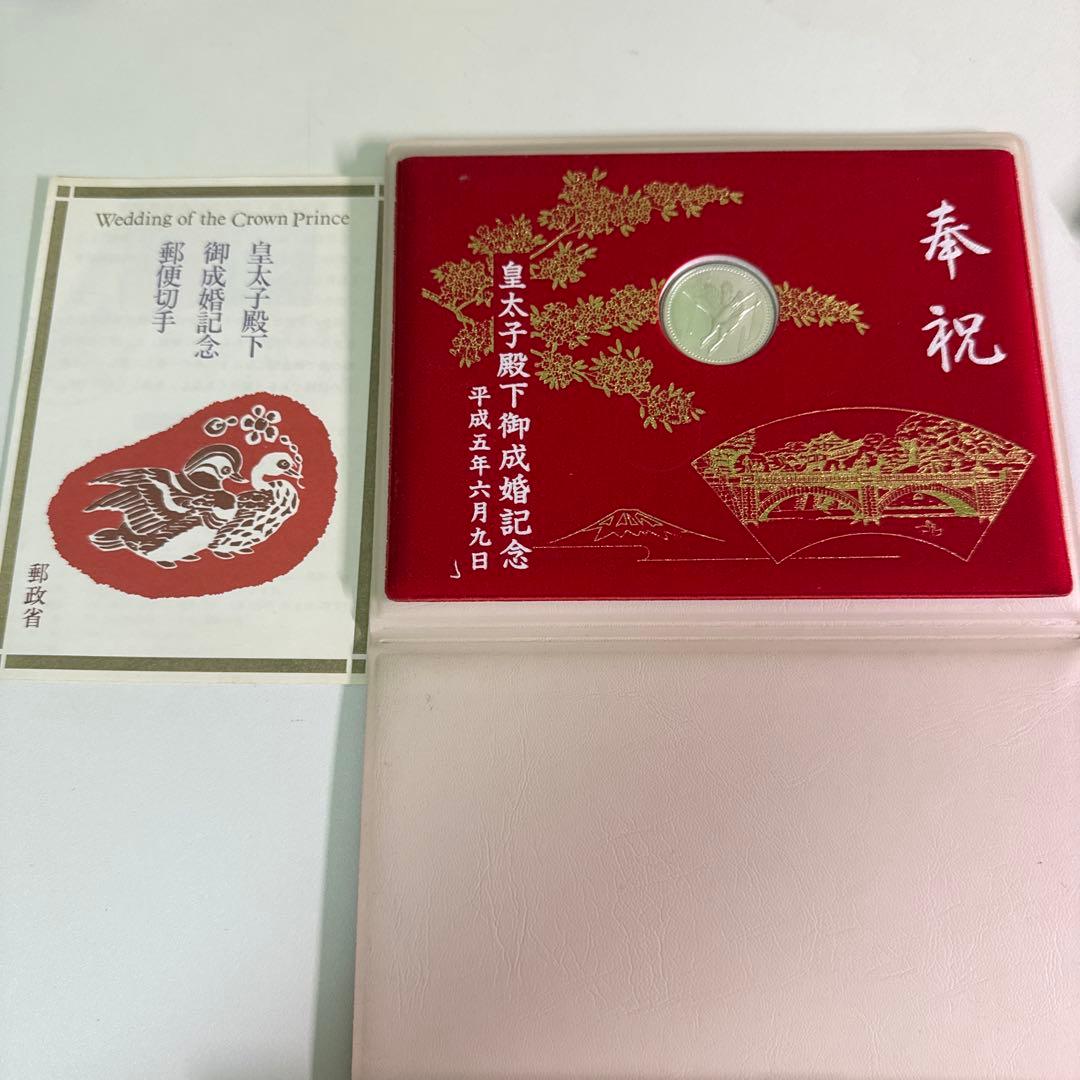 Wedding of the Crown Prince
皇太子殿下
御成婚記念
郵便切手
郵政省
奉祝
皇太子殿下御成婚記念
平成五年六月九日